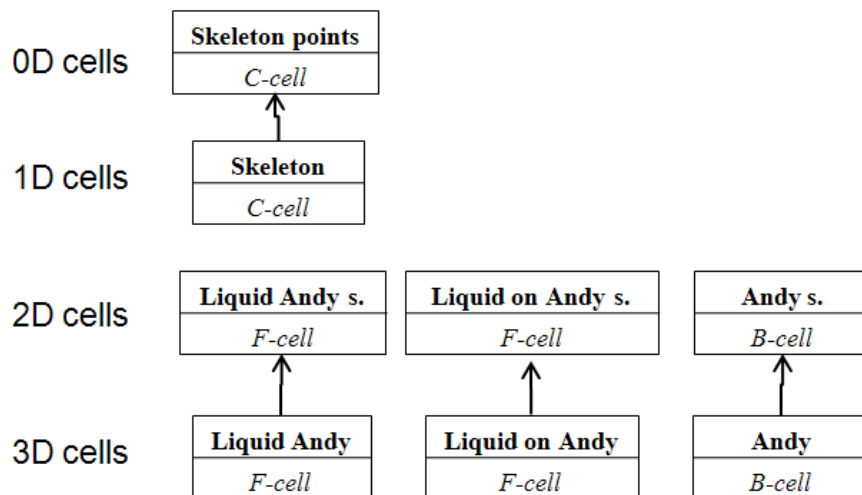 0D cells
Skeleton points
C-cell
1D cells
Skeleton
C-cell
2D cells
Liquid Andy s.
F-cell
Liquid on Andy s.
F-cell
Andy s.
B-cell
3D cells
Liquid Andy
F-cell
Liquid on Andy
F-cell
Andy
B-cell